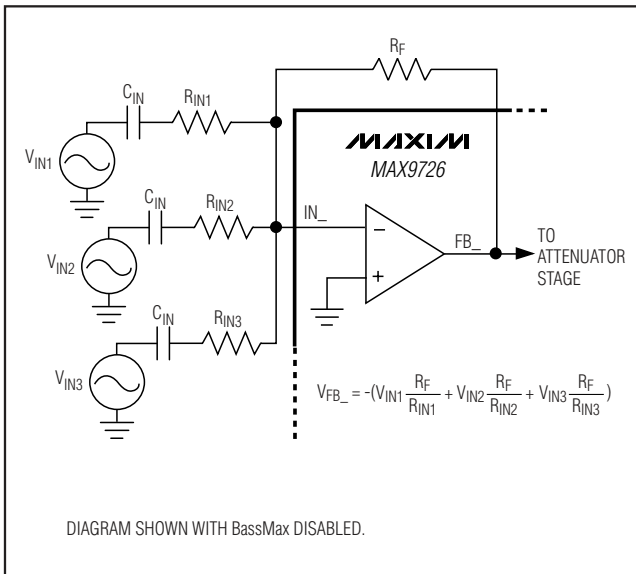 R_F
C_IN R_IN1
V_IN1
MAXIM
MAX9726
C_IN R_IN2
IN_
V_IN2
−
+
FB_
TO
ATTENUATOR
STAGE
C_IN R_IN3
V_IN3
V_FB_ = -(V_IN1 R_F/R_IN1 + V_IN2 R_F/R_IN2 + V_IN3 R_F/R_IN3)
DIAGRAM SHOWN WITH BassMax DISABLED.